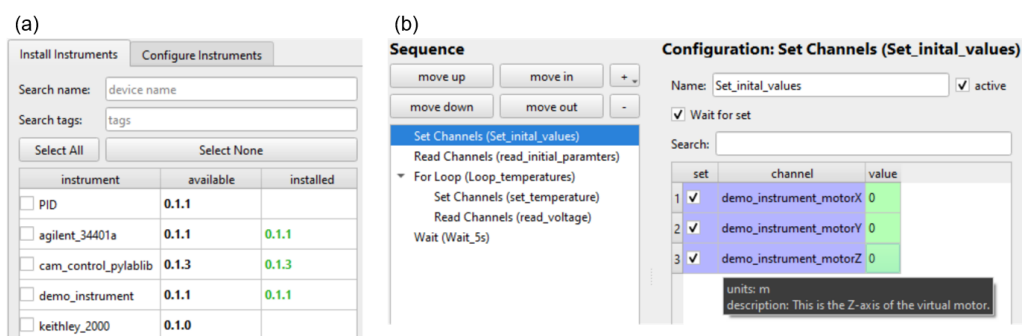 (a)
Install Instruments Configure Instruments
Search name: device name
Search tags: tags
Select All Select None
instrument available installed
PID 0.1.1
agilent_34401a 0.1.1 0.1.1
cam_control_pylablib 0.1.3 0.1.3
demo_instrument 0.1.1 0.1.1
keithley_2000 0.1.0
(b)
Sequence
move up move in +
move down move out -
Set Channels (Set_inital_values)
Read Channels (read_initial_paramters)
For Loop (Loop_temperatures)
Set Channels (set_temperature)
Read Channels (read_voltage)
Wait (Wait_5s)
Configuration: Set Channels (Set_inital_values)
Name: Set_inital_values active
Wait for set
Search:
set channel value
1 demo_instrument_motorX 0
2 demo_instrument_motorY 0
3 demo_instrument_motorZ 0
units: m
description: This is the Z-axis of the virtual motor.